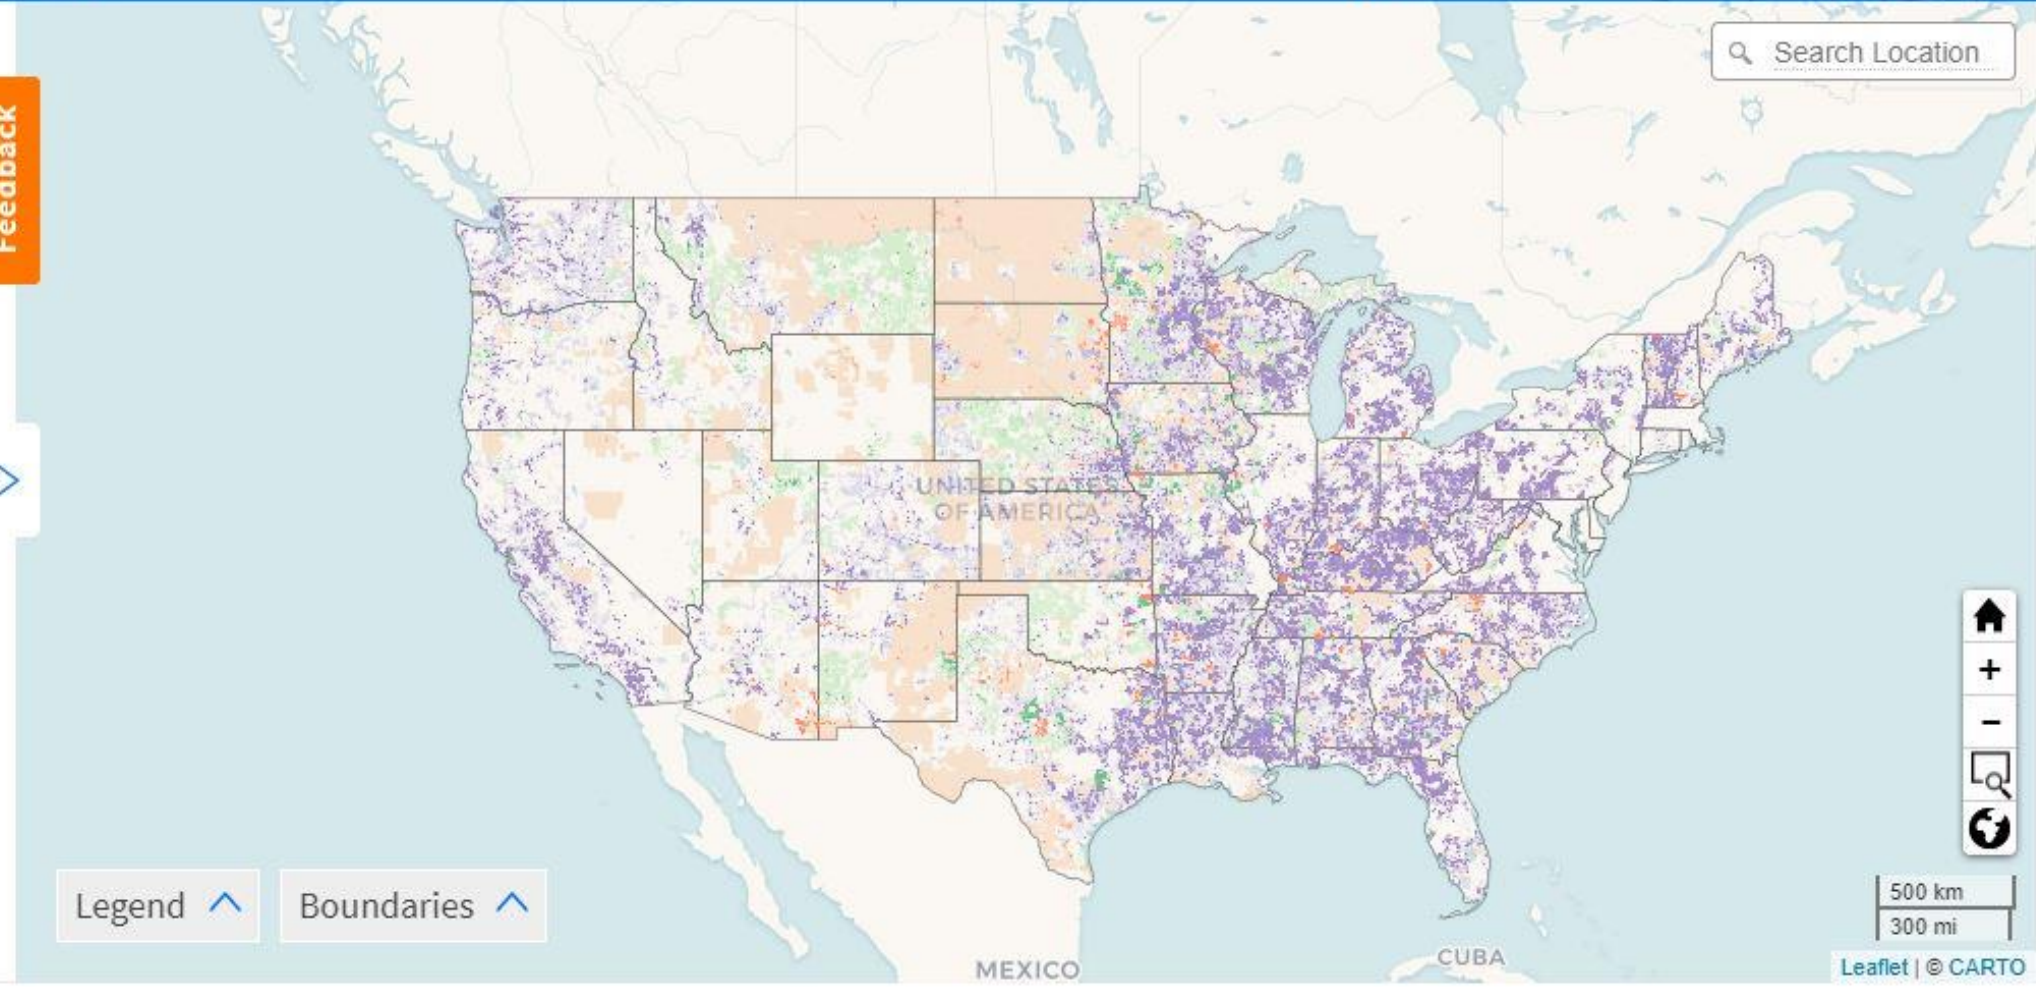 Search Location
Feedback
UNITED STATES
OF AMERICA
Legend
Boundaries
500 km
300 mi
MEXICO
CUBA
Leaflet | © CARTO